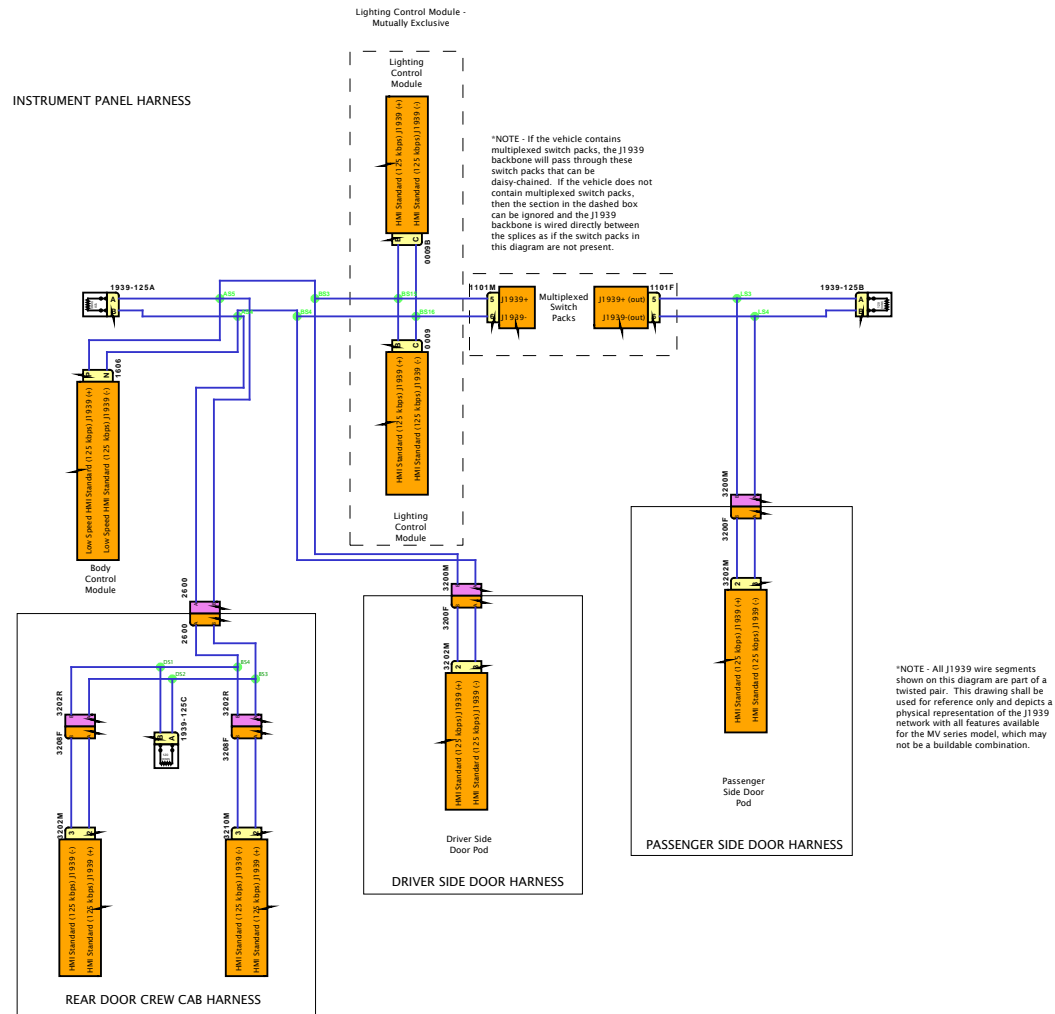 Lighting Control Module -
Mutually Exclusive
Lighting
Control
Module
INSTRUMENT PANEL HARNESS
HMI Standard (125 kbps) J1939 (+)
HMI Standard (125 kbps) J1939 (-)
B
C
0009B
*NOTE - If the vehicle contains
multiplexed switch packs, the J1939
backbone will pass through these
switch packs that can be
daisy-chained. If the vehicle does not
contain multiplexed switch packs,
then the section in the dashed box
can be ignored and the J1939
backbone is wired directly between
the splices as if the switch packs in
this diagram are not present.
1939-125A
A
B
AS5
BS3
BS4
BS16
1101M
5
6
J1939+
J1939-
Multiplexed
Switch
Packs
J1939+ (out)
J1939-(out)
1101F
5
LS3
LS4
1939-125B
A
B
B
C
0009
HMI Standard (125 kbps) J1939 (+)
HMI Standard (125 kbps) J1939 (-)
Lighting
Control
Module
P
N
1606
Low Speed HMI Standard (125 kbps) J1939 (+)
Low Speed HMI Standard (125 kbps) J1939 (-)
Body
Control
Module
2600
2600
DS1
DS2
BS4
BS3
3202R
3208F
B
A
1939-125C
3202R
3208F
3202M
3
2
HMI Standard (125 kbps) J1939 (-)
HMI Standard (125 kbps) J1939 (+)
3210M
3
2
HMI Standard (125 kbps) J1939 (-)
HMI Standard (125 kbps) J1939 (+)
REAR DOOR CREW CAB HARNESS
3200M
3200F
3202M
2
3
HMI Standard (125 kbps) J1939 (+)
HMI Standard (125 kbps) J1939 (-)
Driver Side
Door Pod
DRIVER SIDE DOOR HARNESS
3200M
3200F
3202M
2
3
HMI Standard (125 kbps) J1939 (+)
HMI Standard (125 kbps) J1939 (-)
Passenger
Side Door
Pod
PASSENGER SIDE DOOR HARNESS
*NOTE - All J1939 wire segments
shown on this diagram are part of a
twisted pair. This drawing shall be
used for reference only and depicts a
physical representation of the J1939
network with all features available
for the MV series model, which may
not be a buildable combination.